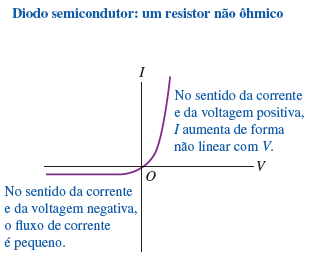 Diodo semicondutor: um resistor não ôhmico
I
No sentido da corrente
e da voltagem positiva,
I aumenta de forma
não linear com V.
V
O
No sentido da corrente
e da voltagem negativa,
o fluxo de corrente
é pequeno.